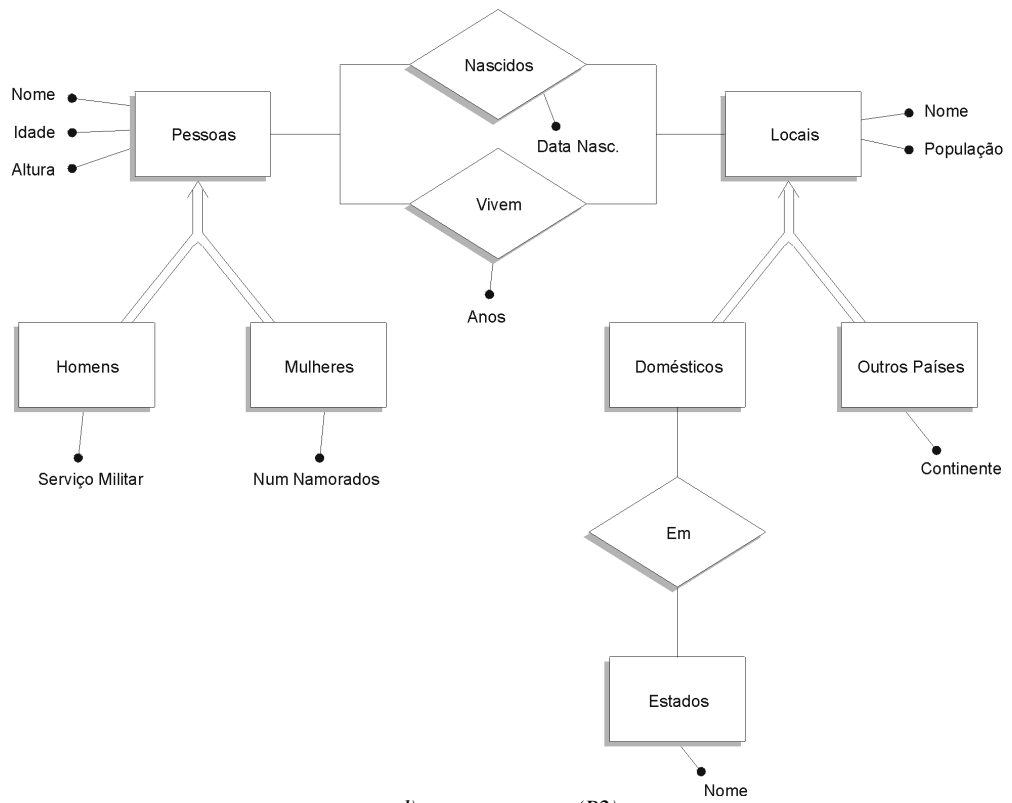 Nascidos
Nome
Idade
Altura
Pessoas
Data Nasc.
Locais
Nome
População
Vivem
Anos
Homens
Mulheres
Domésticos
Outros Países
Serviço Militar
Num Namorados
Continente
Em
Estados
Nome